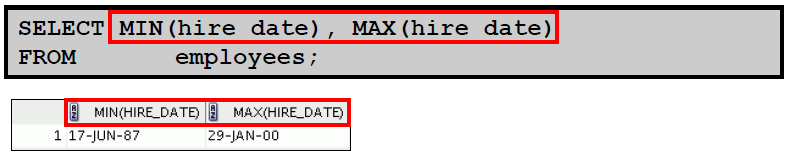 SELECT MIN(hire date), MAX(hire date)
FROM employees;
MIN(HIRE_DATE) MAX(HIRE_DATE)
1 17-JUN-87 29-JAN-00